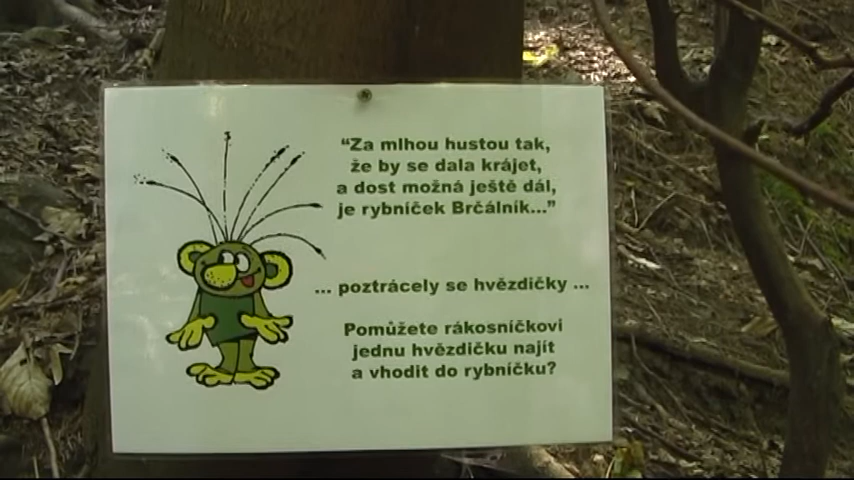 “Za mlhou hustou tak,
že by se dala krájet,
a dost možná ještě dál,
je rybníček Brčálník...”
... poztrácely se hvězdičky ...
Pomůžete rákosníčkovi
jednu hvězdičku najít
a vhodit do rybníčku?